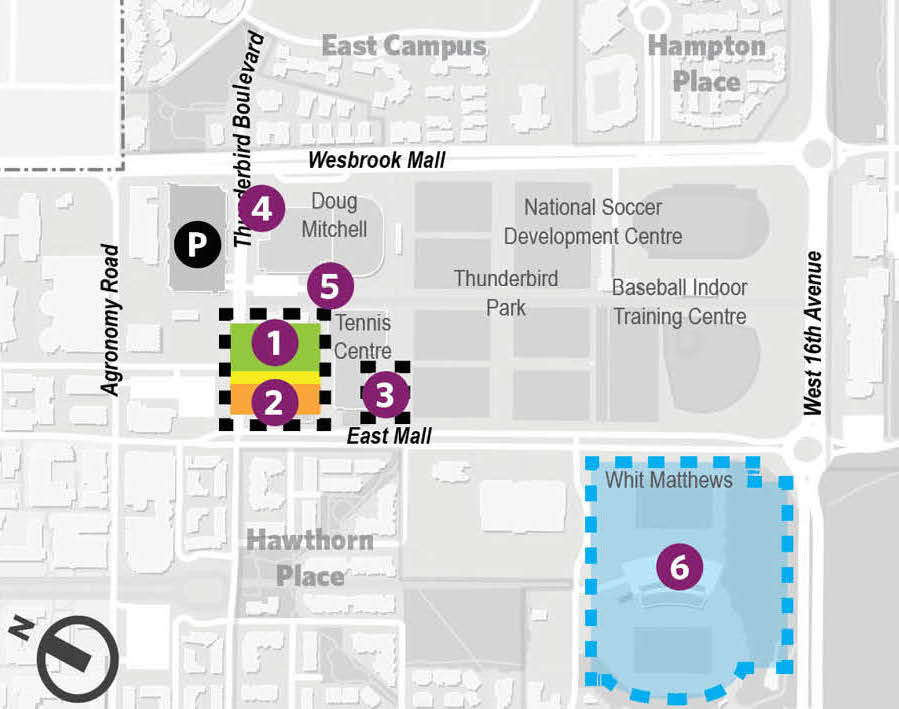 East Campus
Hampton
Place
Thunderbird Boulevard
Wesbrook Mall
4
Doug
Mitchell
National Soccer
Development Centre
P
Agronomy Road
5
Thunderbird
Park
Baseball Indoor
Training Centre
West 16th Avenue
1
Tennis
Centre
2
3
East Mall
Whit Matthews
Hawthorn
Place
6
N